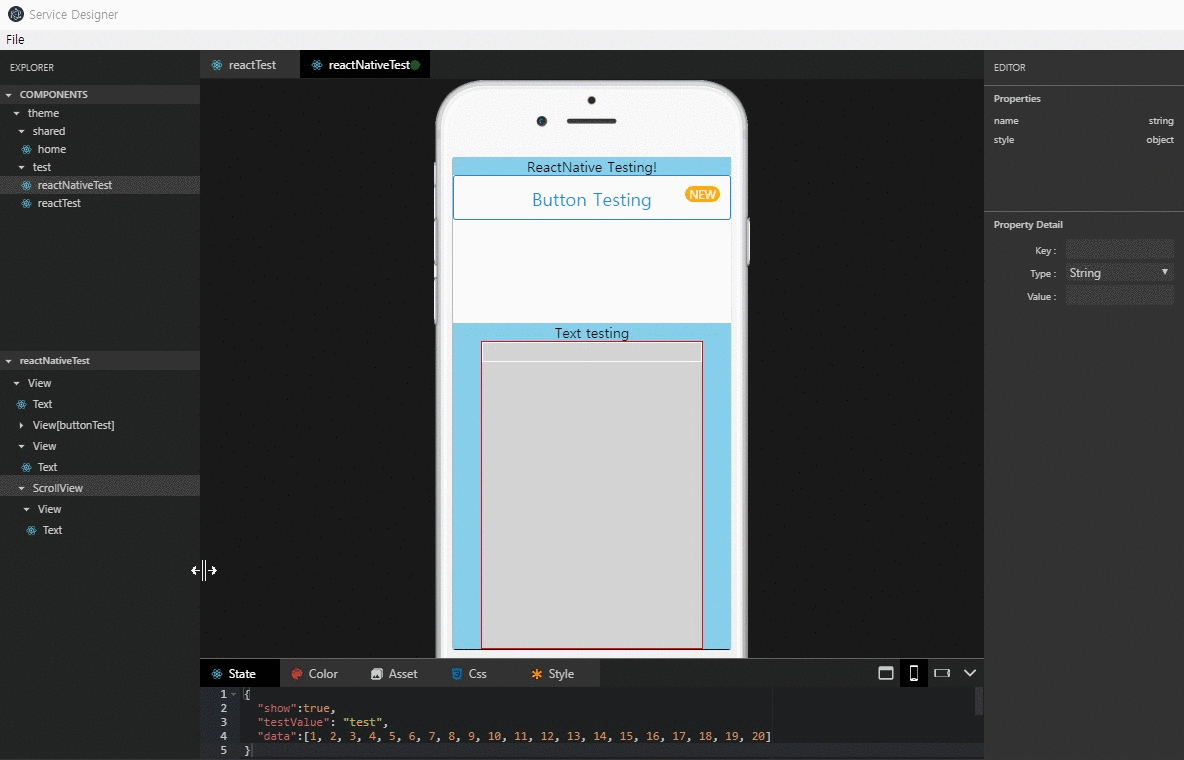 Service Designer
File
EXPLORER
COMPONENTS
theme
shared
home
test
reactNativeTest
reactTest
reactNativeTest
View
Text
View[buttonTest]
View
Text
ScrollView
View
Text
reactTest
reactNativeTest
ReactNative Testing!
Button Testing
NEW
Text testing
State
Color
Asset
Css
Style
1 {
2 "show":true,
3 "testValue": "test",
4 "data":[1, 2, 3, 4, 5, 6, 7, 8, 9, 10, 11, 12, 13, 14, 15, 16, 17, 18, 19, 20]
5 }
EDITOR
Properties
name string
style object
Property Detail
Key :
Type : String
Value :